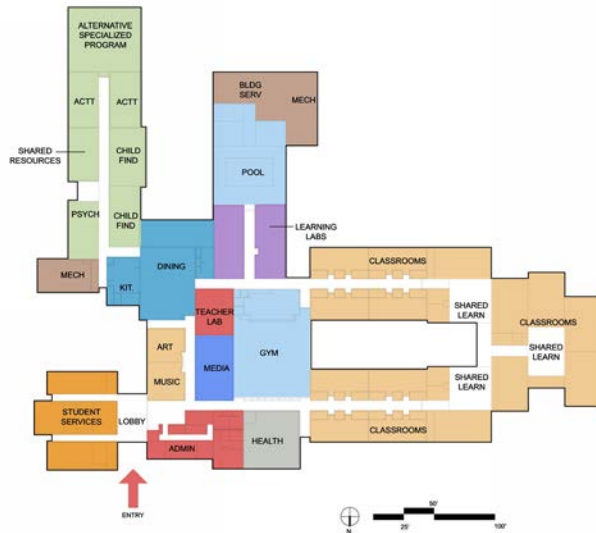 ALTERNATIVE
SPECIALIZED
PROGRAM
ACTT
ACTT
SHARED
RESOURCES
CHILD
FIND
PSYCH
CHILD
FIND
MECH
KIT.
DINING
BLDG
SERV
MECH
POOL
LEARNING
LABS
CLASSROOMS
TEACHER
LAB
SHARED
LEARN
CLASSROOMS
SHARED
LEARN
ART
MEDIA
GYM
MUSIC
SHARED
LEARN
STUDENT
SERVICES
LOBBY
ADMIN
HEALTH
CLASSROOMS
ENTRY
N
50'
25'
100'